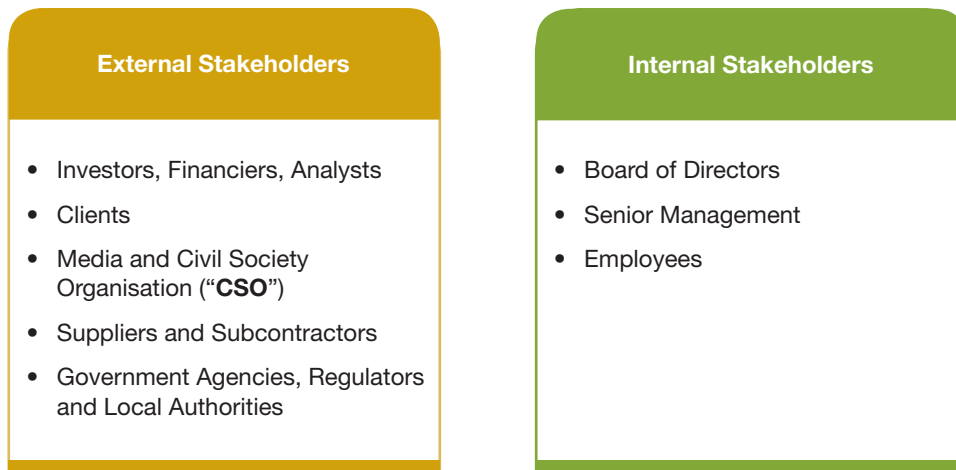 External Stakeholders
• Investors, Financiers, Analysts
• Clients
• Media and Civil Society
Organisation (“CSO”)
• Suppliers and Subcontractors
• Government Agencies, Regulators
and Local Authorities
Internal Stakeholders
• Board of Directors
• Senior Management
• Employees